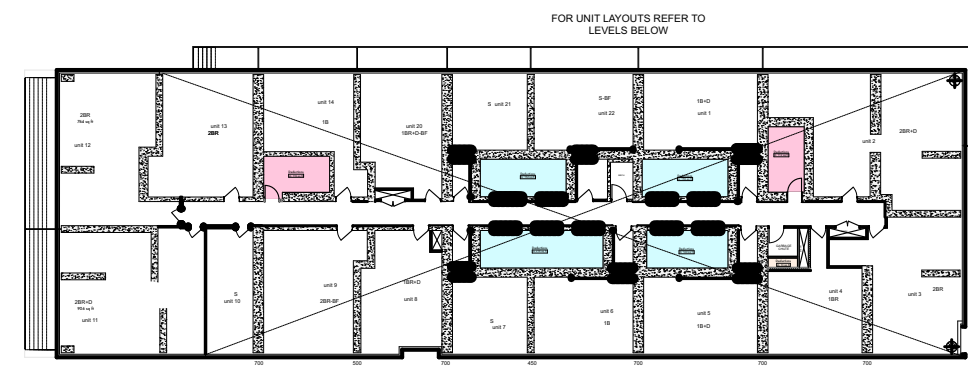 FOR UNIT LAYOUTS REFER TO
LEVELS BELOW
unit 14
1B
unit 13
2BR
2BR
unit 12
unit 20
1BR+D-BF
S unit 21
S-BF
unit 22
1B+D
unit 1
unit 2
2BR+D
2BR+D
unit 11
S
unit 10
unit 9
2BR-BF
1BR+D
unit 8
S
unit 7
unit 6
1B
unit 5
1B+D
GARBAGE
CHUTE
unit 4
1BR
unit 3
2BR
700
500
700
450
700
700
700